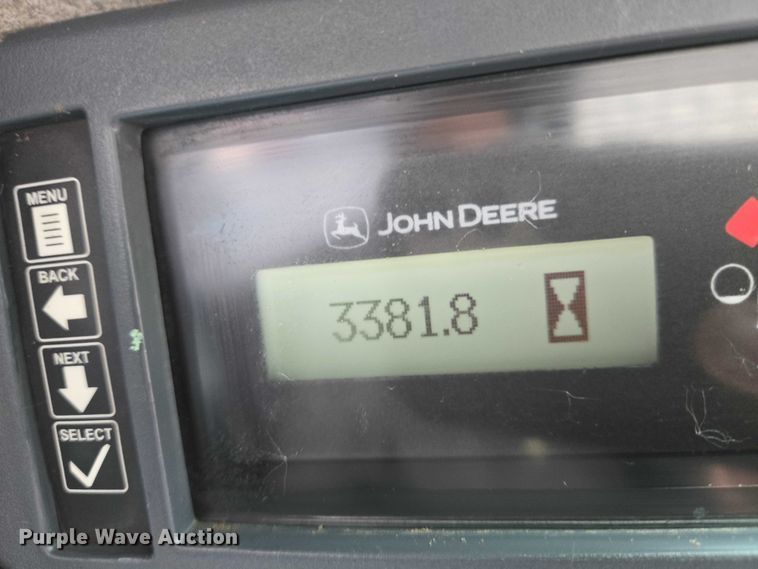 MENU
BACK
NEXT
SELECT
JOHN DEERE
3381.8
Purple Wave Auction